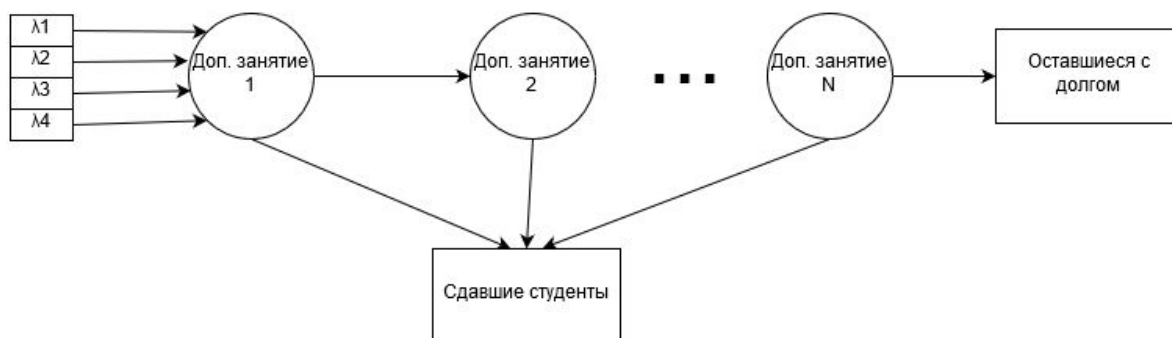 λ1
λ2
λ3
λ4
Доп. занятие
1
Доп. занятие
2
...
Доп. занятие
N
Оставшиеся с
долгом
Сдавшие студенты